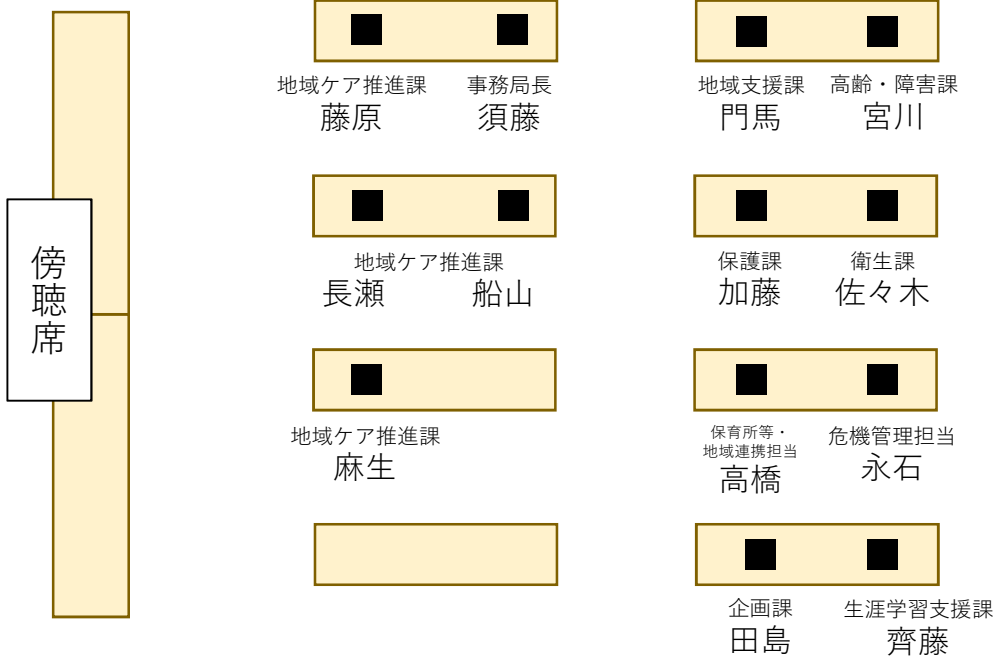 傍聴席
地域ケア推進課
藤原
事務局長
須藤
地域支援課
門馬
高齢・障害課
宮川
地域ケア推進課
長瀬
船山
保護課
加藤
衛生課
佐々木
地域ケア推進課
麻生
保育所等・
地域連携担当
高橋
危機管理担当
永石
企画課
田島
生涯学習支援課
齊藤